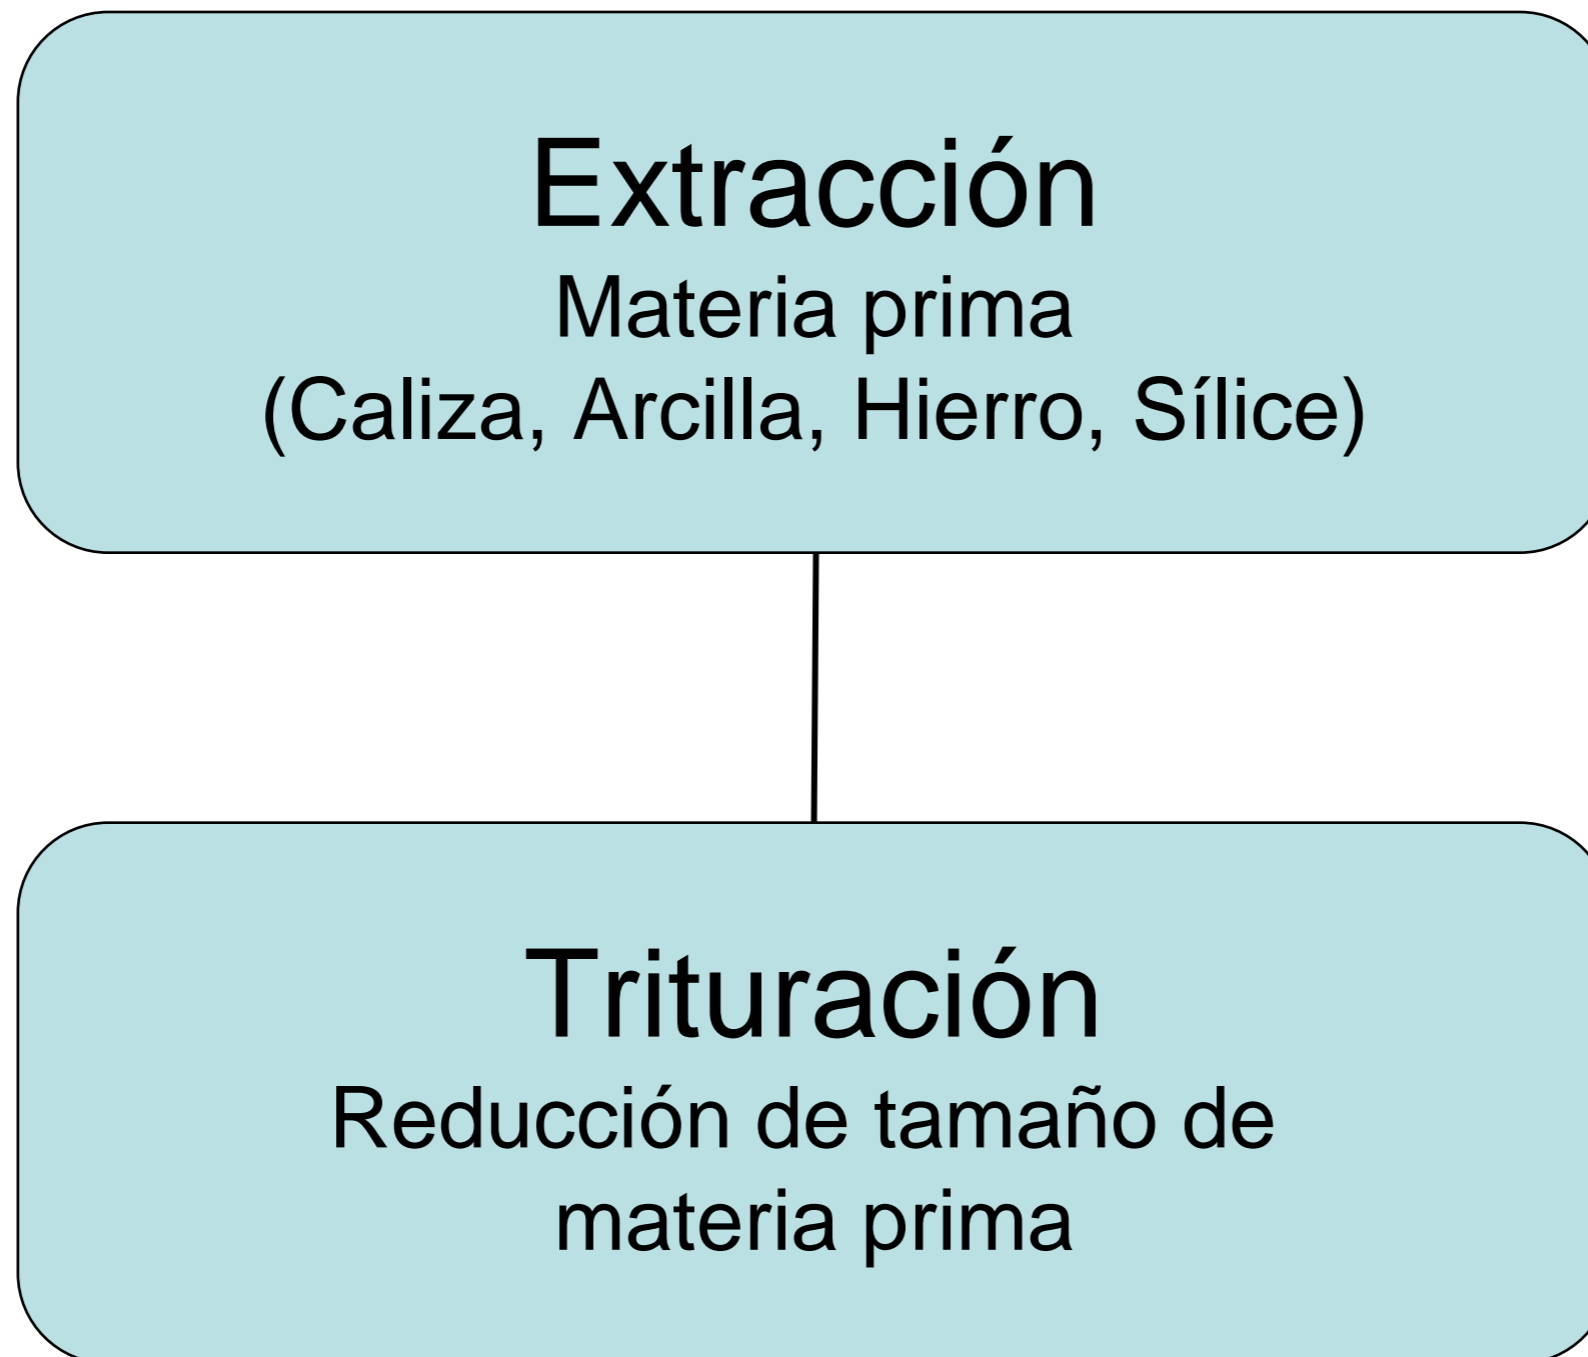 Extracción
Materia prima
(Caliza, Arcilla, Hierro, Sílice)
Trituración
Reducción de tamaño de
materia prima